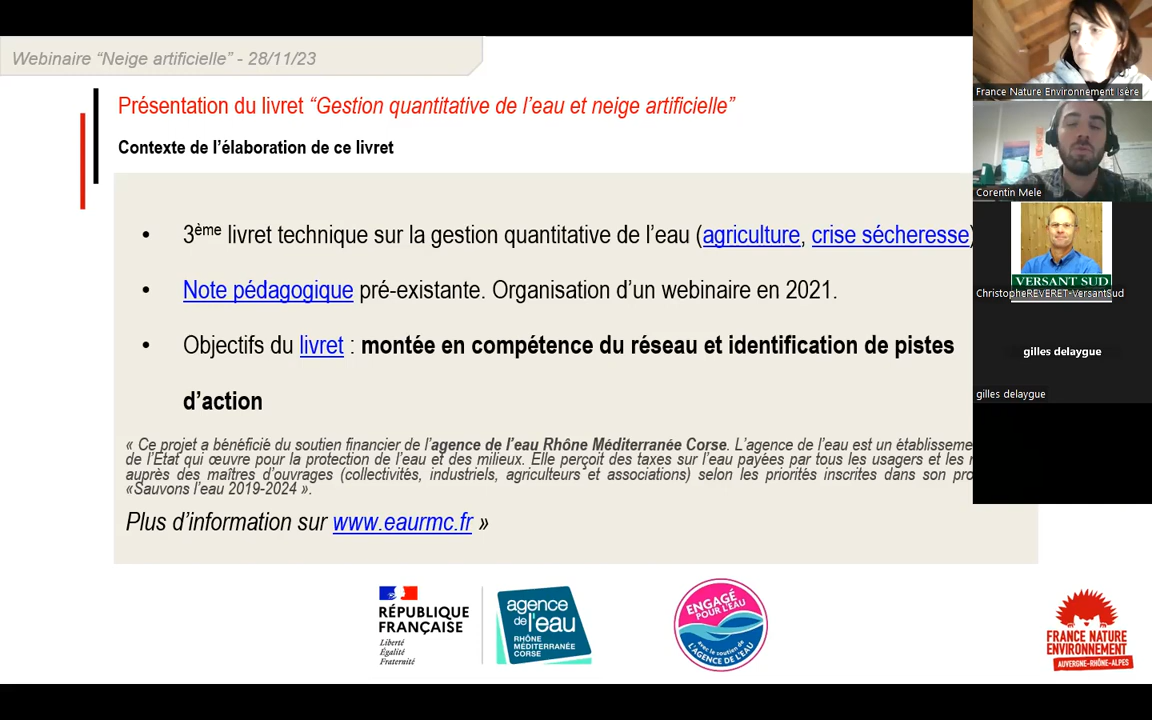 Webinaire “Neige artificielle” - 28/11/23
Présentation du livret “Gestion quantitative de l’eau et neige artificielle”
Contexte de l’élaboration de ce livret
• 3ème livret technique sur la gestion quantitative de l’eau (agriculture, crise sécheresse)
• Note pédagogique pré-existante. Organisation d’un webinaire en 2021.
• Objectifs du livret : montée en compétence du réseau et identification de pistes
d’action
« Ce projet a bénéficié du soutien financier de l’agence de l’eau Rhône Méditerranée Corse. L’agence de l’eau est un
de l’État qui œuvre pour la protection de l’eau et des milieux. Elle perçoit des taxes sur l’eau payées par tous les usagers et les
auprès des maîtres d’ouvrages (collectivités, industriels, agriculteurs et associations) selon les priorités inscrites dans son
«Sauvons l’eau 2019-2024 ».
Plus d’information sur www.eaurmc.fr »
RÉPUBLIQUE
FRANÇAISE
Liberté
Égalité
Fraternité
agence
de l'eau
RHÔNE
MÉDITERRANÉE
CORSE
ENGAGÉ
POUR L'EAU
avec le soutien de
L'AGENCE DE L'EAU
FRANCE NATURE
ENVIRONNEMENT
AUVERGNE-RHÔNE-ALPES
France Nature Environnement Isère
Corentin Mele
VERSANT SUD
ChristopheREVERET-VersantSud
gilles delaygue
gilles delaygue